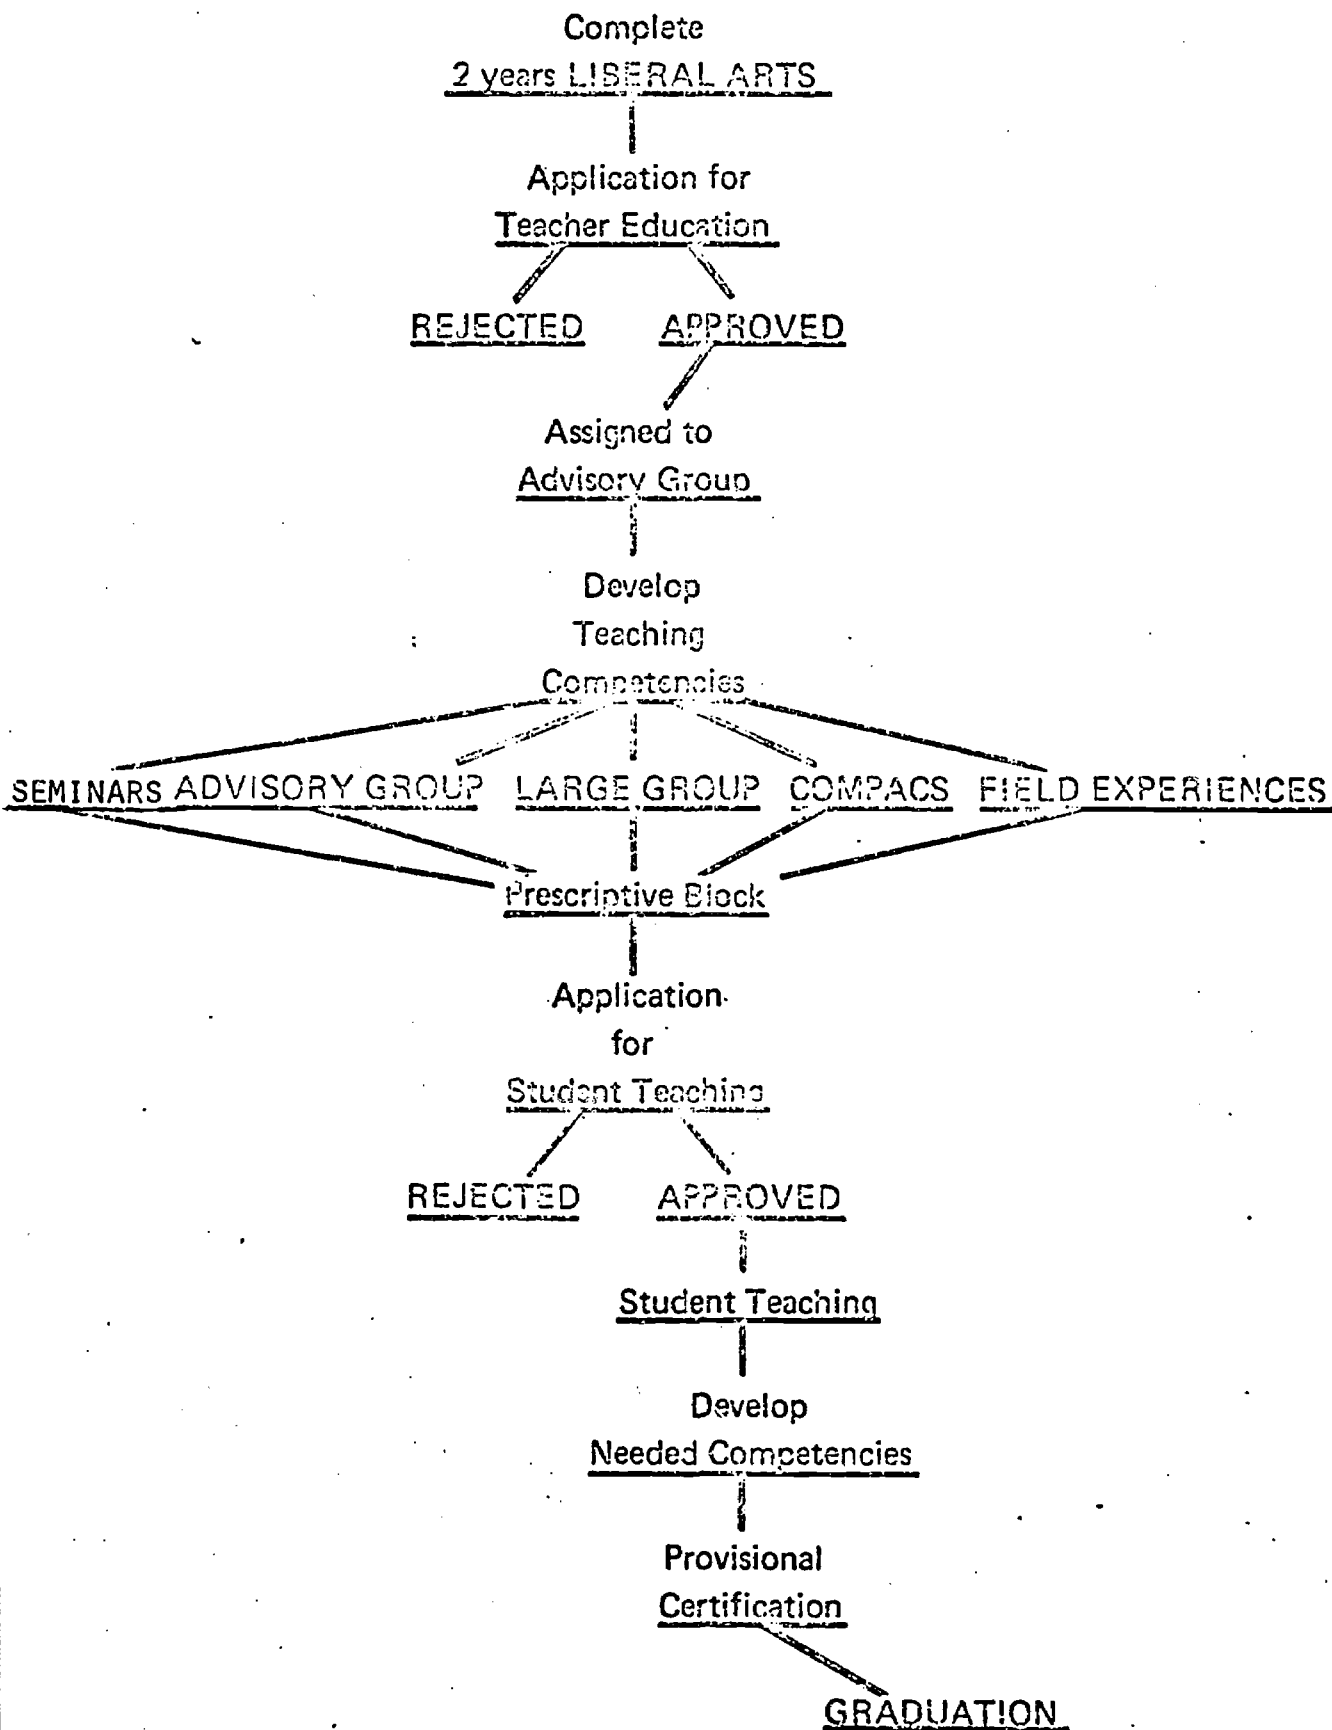 Complete
2 years LIBERAL ARTS
Application for
Teacher Education
REJECTED APPROVED
Assigned to
Advisory Group
Develop
Teaching
Competencies
SEMINARS ADVISORY GROUP LARGE GROUP COMPACS FIELD EXPERIENCES
Prescriptive Block
Application
for
Student Teaching
REJECTED APPROVED
Student Teaching
Develop
Needed Competencies
Provisional
Certification
GRADUATION